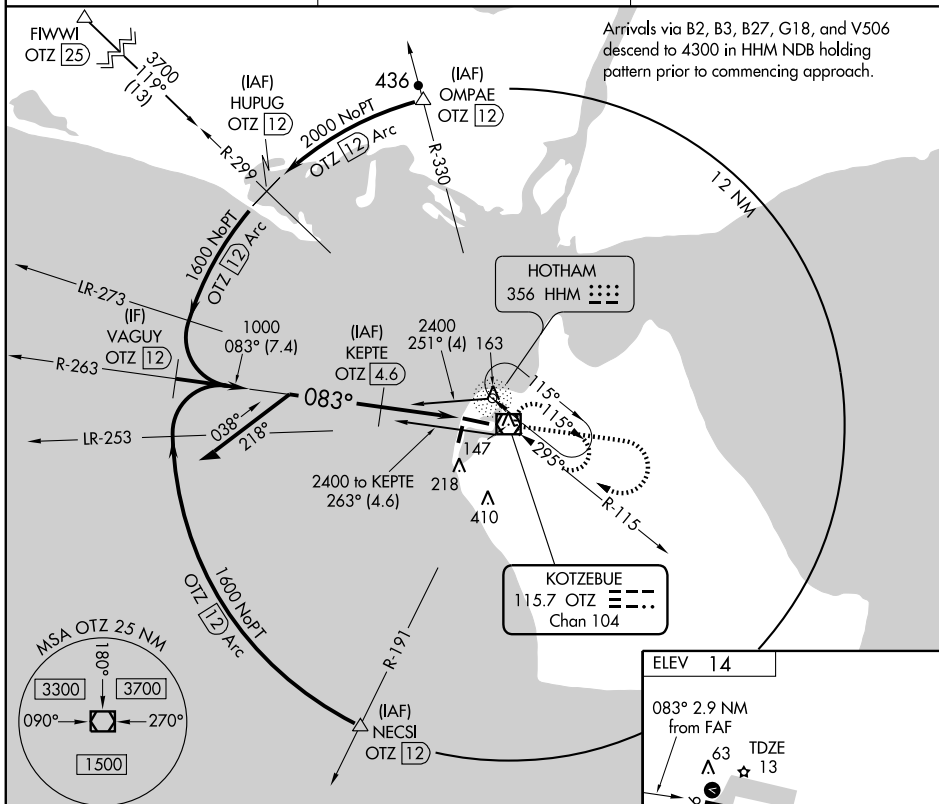 Arrivals via B2, B3, B27, G18, and V506
descend to 4300 in HHM NDB holding
pattern prior to commencing approach.
FIWWI
OTZ 25
3700
119°
(13)
(IAF)
HUPUG
OTZ 12
436
(IAF)
OMPAE
OTZ 12
2000 NoPT
OTZ 12 Arc
R-299
R-330
12 NM
1600 NoPT
OTZ 12 Arc
HOTHAM
356 HHM
LR-273
(IF)
VAGUY
OTZ 12
1000
083° (7.4)
(IAF)
KEPTE
OTZ 4.6
2400
251° (4)
163
R-263
083°
115°
115°
295°
038°
218°
LR-253
147
2400 to KEPTE
263° (4.6)
218
410
R-115
KOTZEBUE
115.7 OTZ
Chan 104
1600 NoPT
OTZ 12 Arc
R-191
MSA OTZ 25 NM
180°
3300
3700
090°
270°
1500
(IAF)
NECSI
OTZ 12
ELEV 14
083° 2.9 NM
from FAF
63
TDZE
13
V